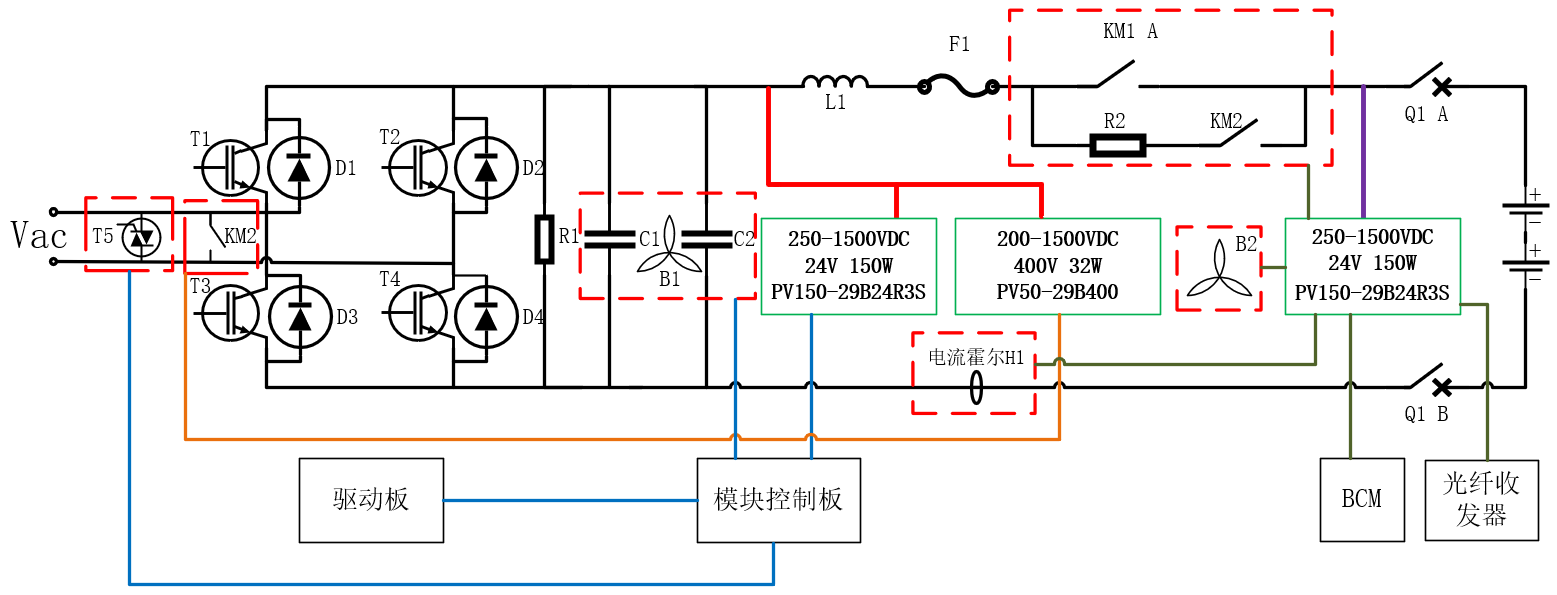 KM1 A
F1
L1
R2
KM2
Q1 A
T1
D1
T2
D2
Vac
T5
KM2
R1
C1
C2
B1
250-1500VDC
24V 150W
PV150-29B24R3S
200-1500VDC
400V 32W
PV50-29B400
B2
250-1500VDC
24V 150W
PV150-29B24R3S
+
−
+
−
T3
D3
T4
D4
电流霍尔H1
Q1 B
驱动板
模块控制板
BCM
光纤收
发器